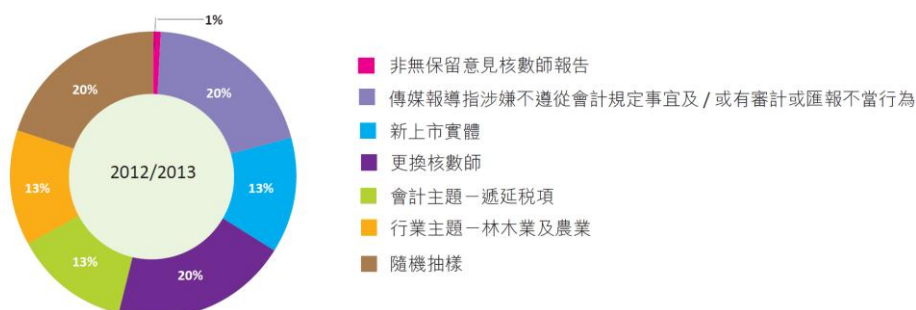 1%
20%
20%
2012/2013
13%
13%
13%
20%
非無保留意見核數師報告
傳媒報導指涉嫌不遵從會計規定事宜及 / 或有審計或匯報不當行為
新上市實體
更換核數師
會計主題－遞延税項
行業主題－林木業及農業
隨機抽樣